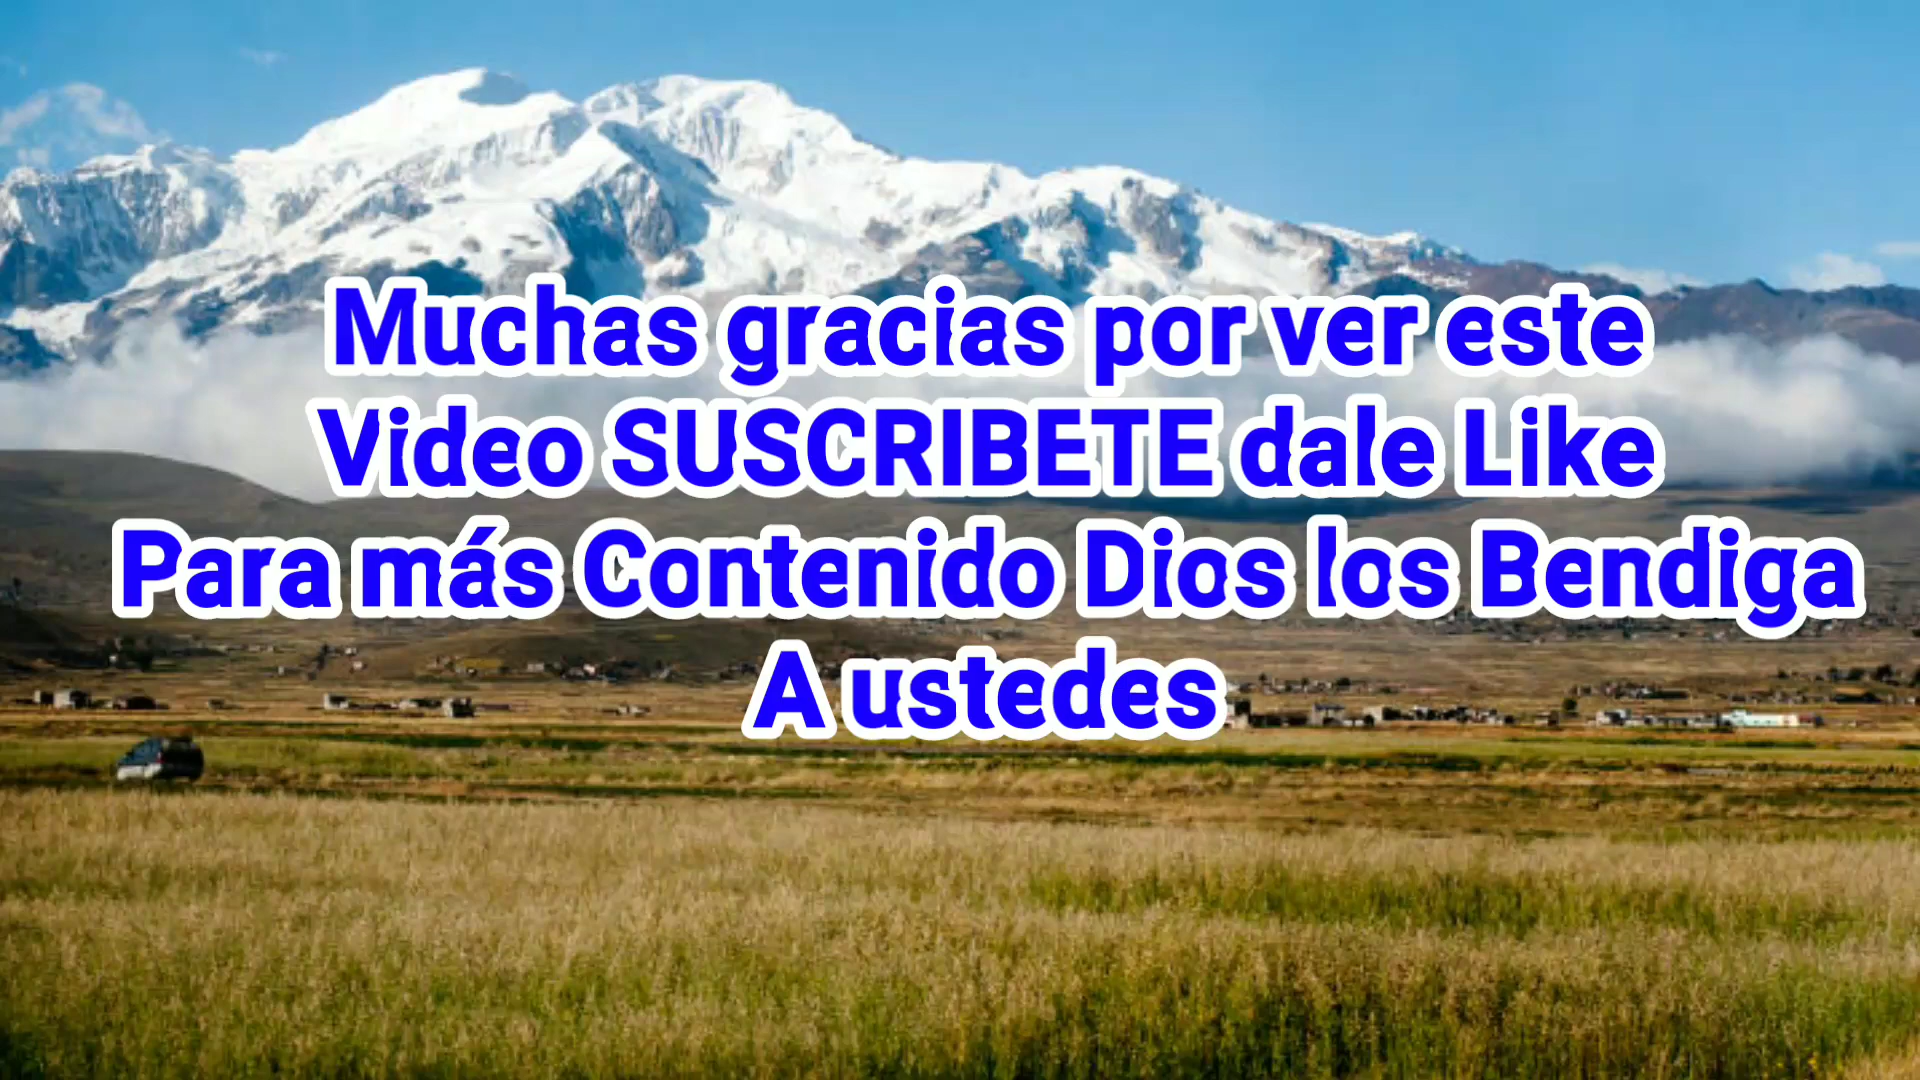 Muchas gracias por ver este
Video SUSCRIBETE dale Like
Para más Contenido Dios los Bendiga
A ustedes